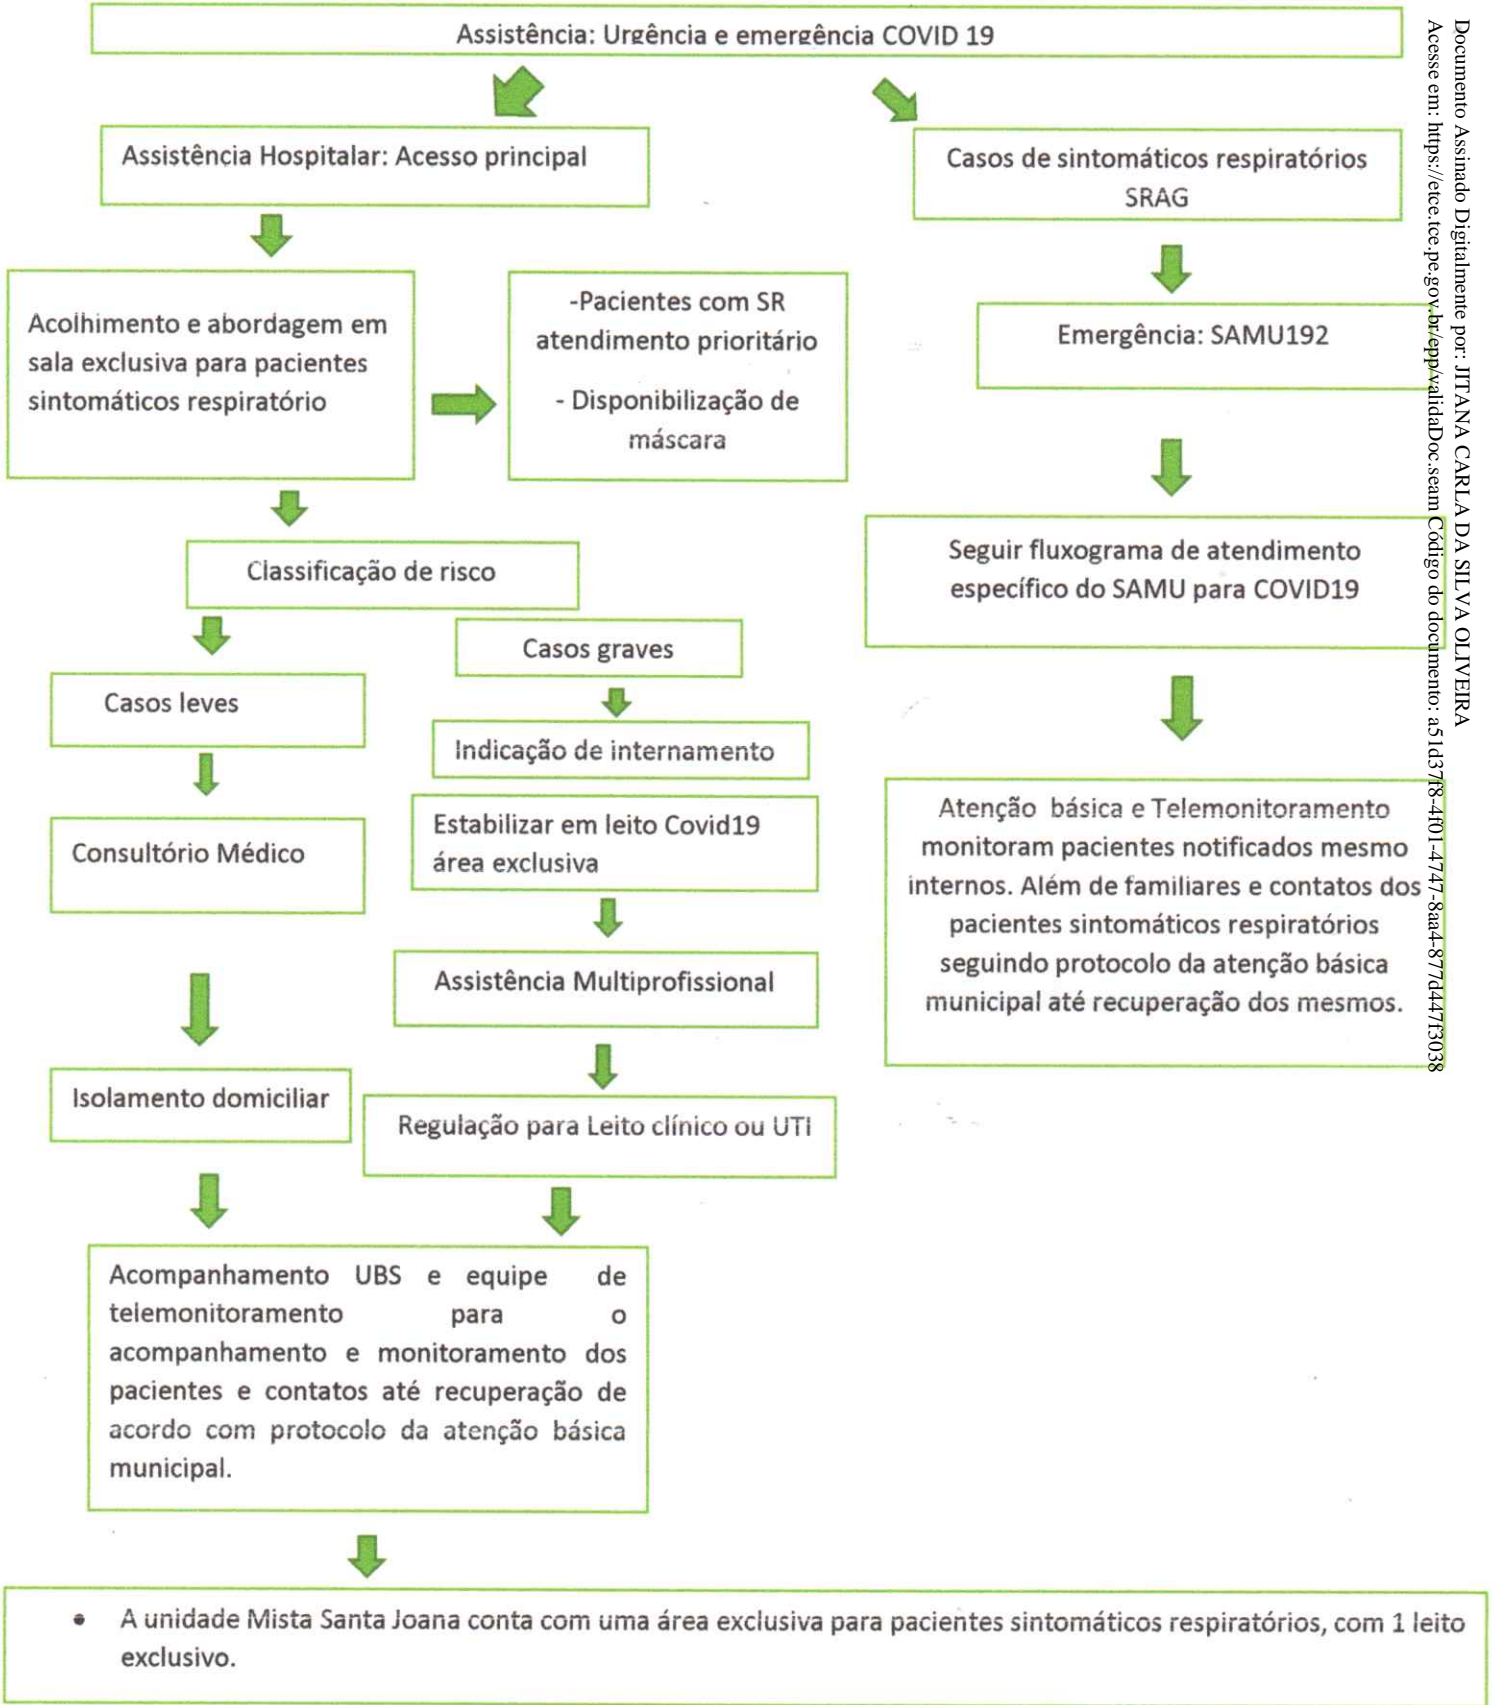 Assistência: Urgência e emergência COVID 19
Assistência Hospitalar: Acesso principal
Casos de sintomáticos respiratórios
SRAG
Acolhimento e abordagem em
sala exclusiva para pacientes
sintomáticos respiratório
-Pacientes com SR
atendimento prioritário
- Disponibilização de
máscara
Emergência: SAMU192
Classificação de risco
Seguir fluxograma de atendimento
específico do SAMU para COVID19
Casos leves
Casos graves
Indicação de internamento
Consultório Médico
Estabilizar em leito Covid19
área exclusiva
Atenção básica e Telemonitoramento
monitoram pacientes notificados mesmo
internos. Além de familiares e contatos dos
pacientes sintomáticos respiratórios
seguindo protocolo da atenção básica
municipal até recuperação dos mesmos.
Assistência Multiprofissional
Isolamento domiciliar
Regulação para Leito clínico ou UTI
Acompanhamento UBS e equipe de
telemonitoramento para o
acompanhamento e monitoramento dos
pacientes e contatos até recuperação de
acordo com protocolo da atenção básica
municipal.
• A unidade Mista Santa Joana conta com uma área exclusiva para pacientes sintomáticos respiratórios, com 1 leito
exclusivo.
Documento Assinado Digitalmente por: JITANA CARLA DA SILVA OLIVEIRA
Acesse em: https://etce.tce.pe.gov.br/epp/validaDoc.seam Código do documento: a51d37f8-4f01-4747-8aa4-877d447f3038